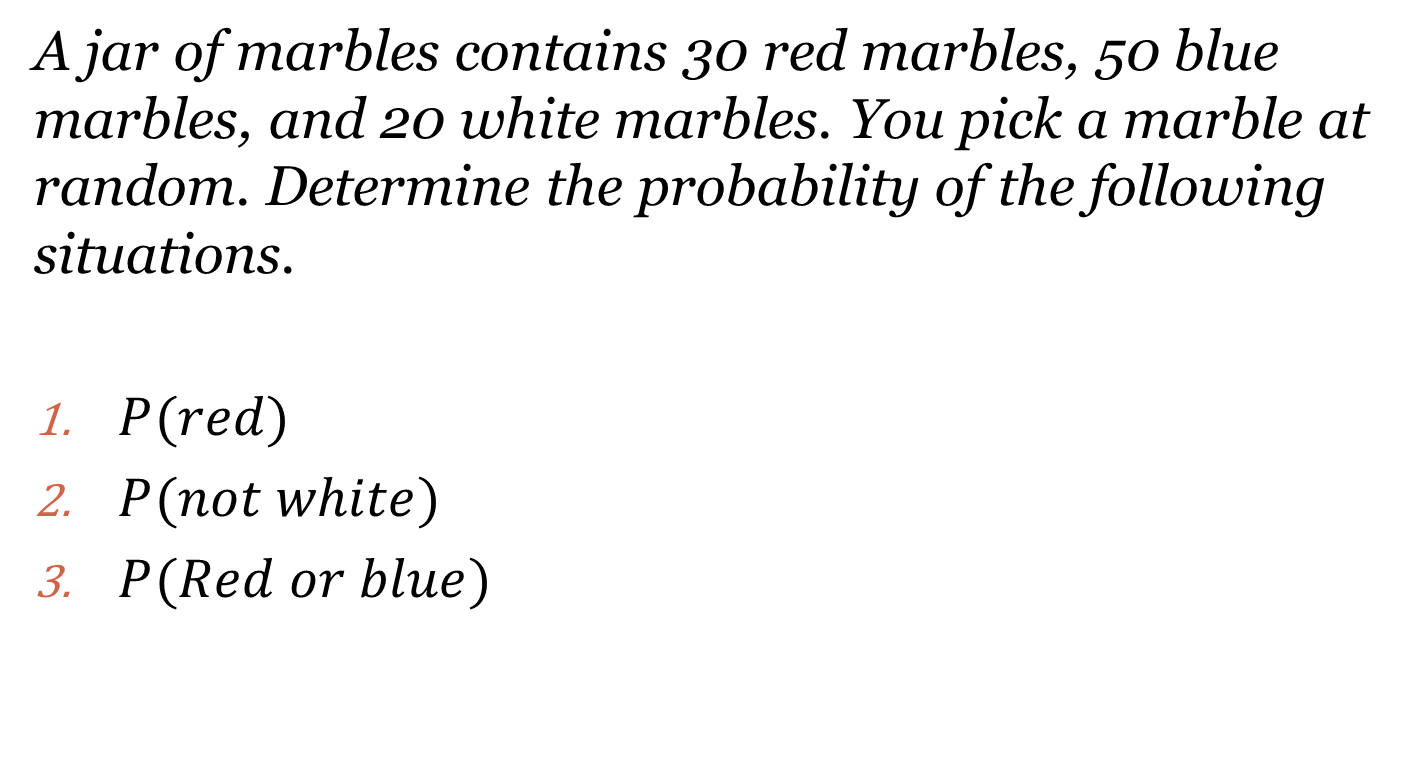 A jar of marbles contains 30 red marbles, 50 blue
marbles, and 20 white marbles. You pick a marble at
random. Determine the probability of the following
situations.
1. P(red)
2. P(not white)
3. P(Red or blue)